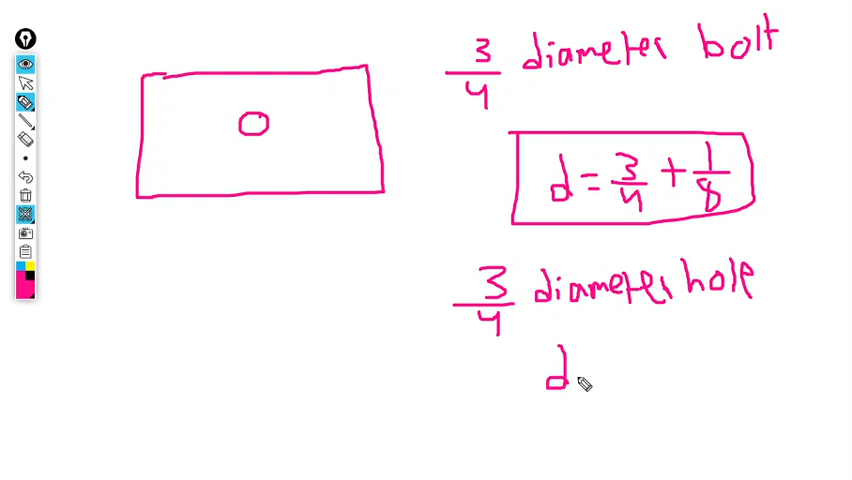 3/4 diameter bolt
d = 3/4 + 1/8
3/4 diameter hole
d